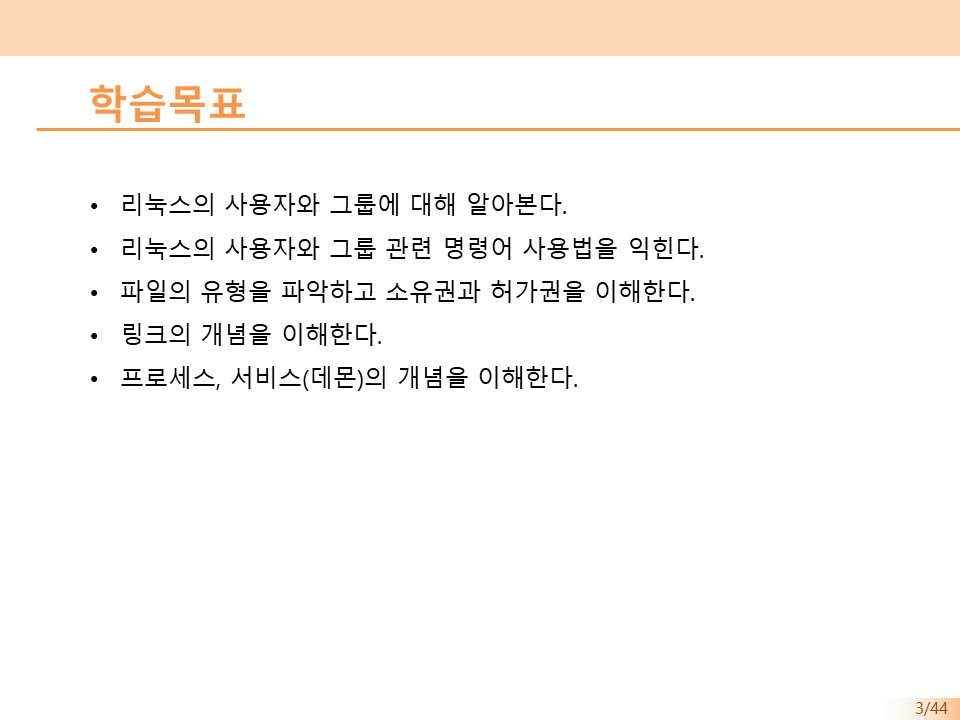 학습목표
• 리눅스의 사용자와 그룹에 대해 알아본다.
• 리눅스의 사용자와 그룹 관련 명령어 사용법을 익힌다.
• 파일의 유형을 파악하고 소유권과 허가권을 이해한다.
• 링크의 개념을 이해한다.
• 프로세스, 서비스(데몬)의 개념을 이해한다.
3/44